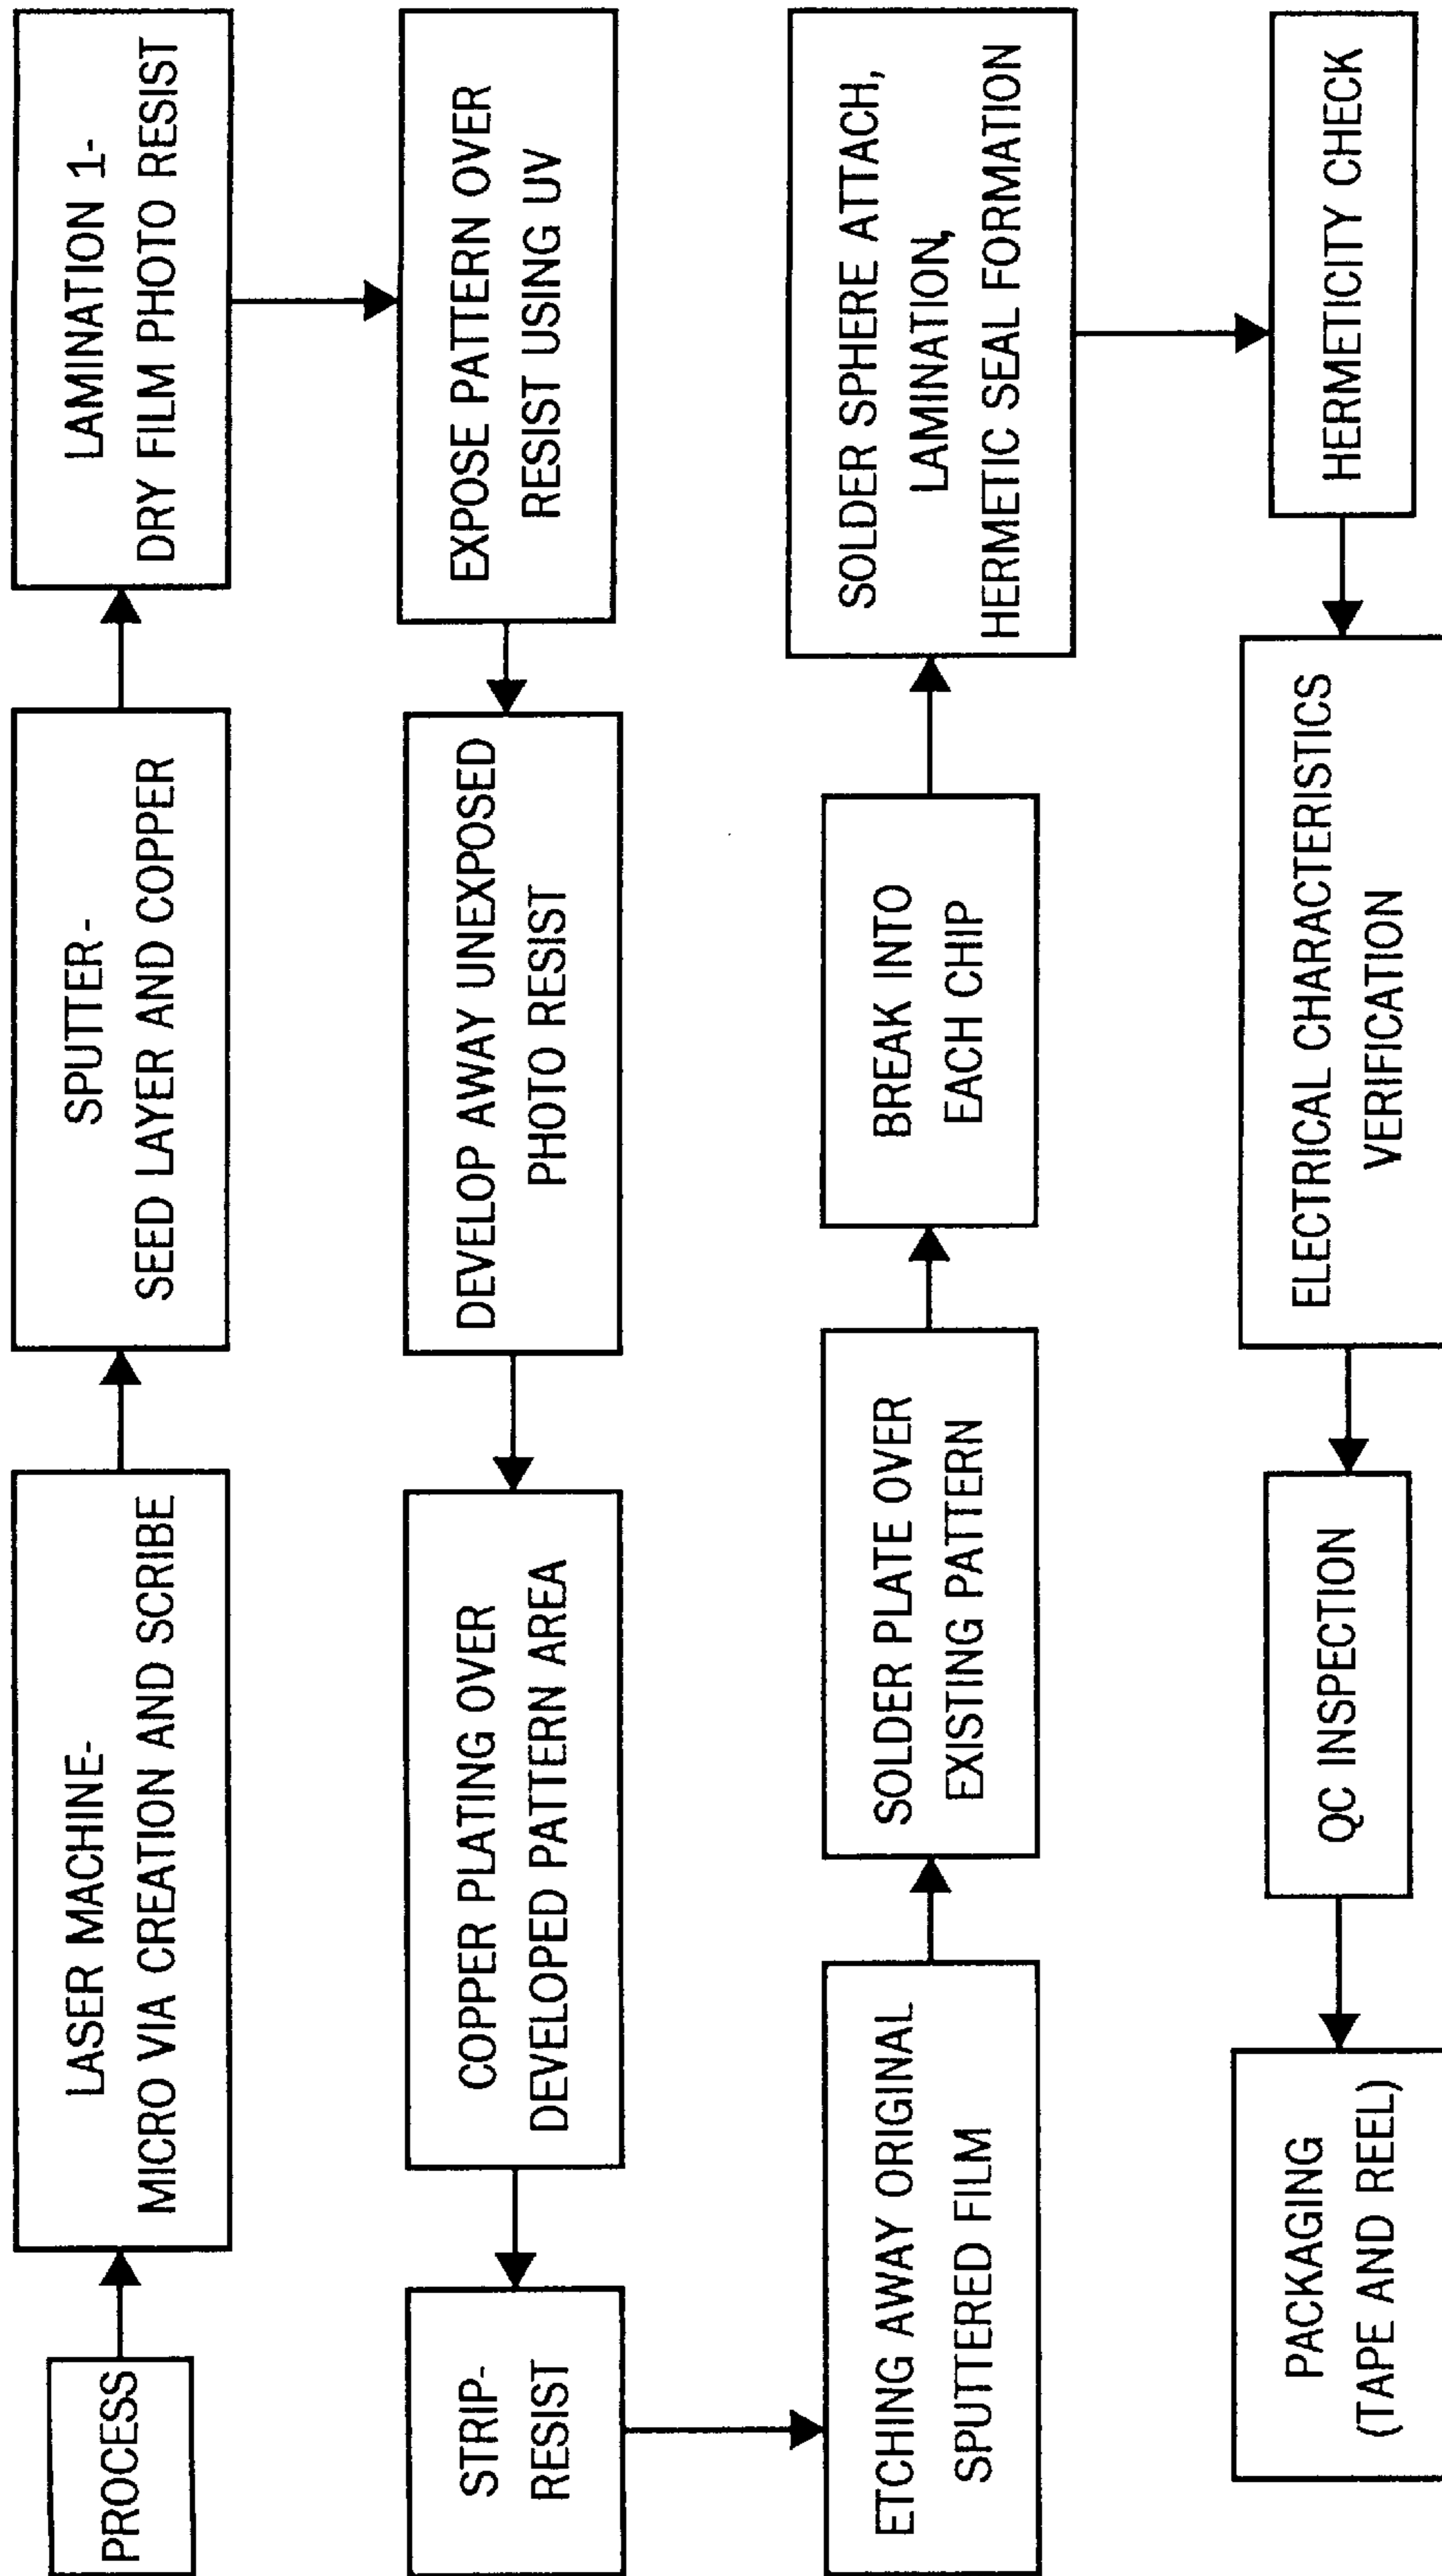 PROCESS
LASER MACHINE-
MICRO VIA CREATION AND SCRIBE
SPUTTER-
SEED LAYER AND COPPER
LAMINATION 1-
DRY FILM PHOTO RESIST
EXPOSE PATTERN OVER
RESIST USING UV
DEVELOP AWAY UNEXPOSED
PHOTO RESIST
COPPER PLATING OVER
DEVELOPED PATTERN AREA
STRIP-
RESIST
ETCHING AWAY ORIGINAL
SPUTTERED FILM
SOLDER PLATE OVER
EXISTING PATTERN
BREAK INTO
EACH CHIP
SOLDER SPHERE ATTACH,
LAMINATION,
HERMETIC SEAL FORMATION
HERMETICITY CHECK
ELECTRICAL CHARACTERISTICS
VERIFICATION
QC INSPECTION
PACKAGING
(TAPE AND REEL)